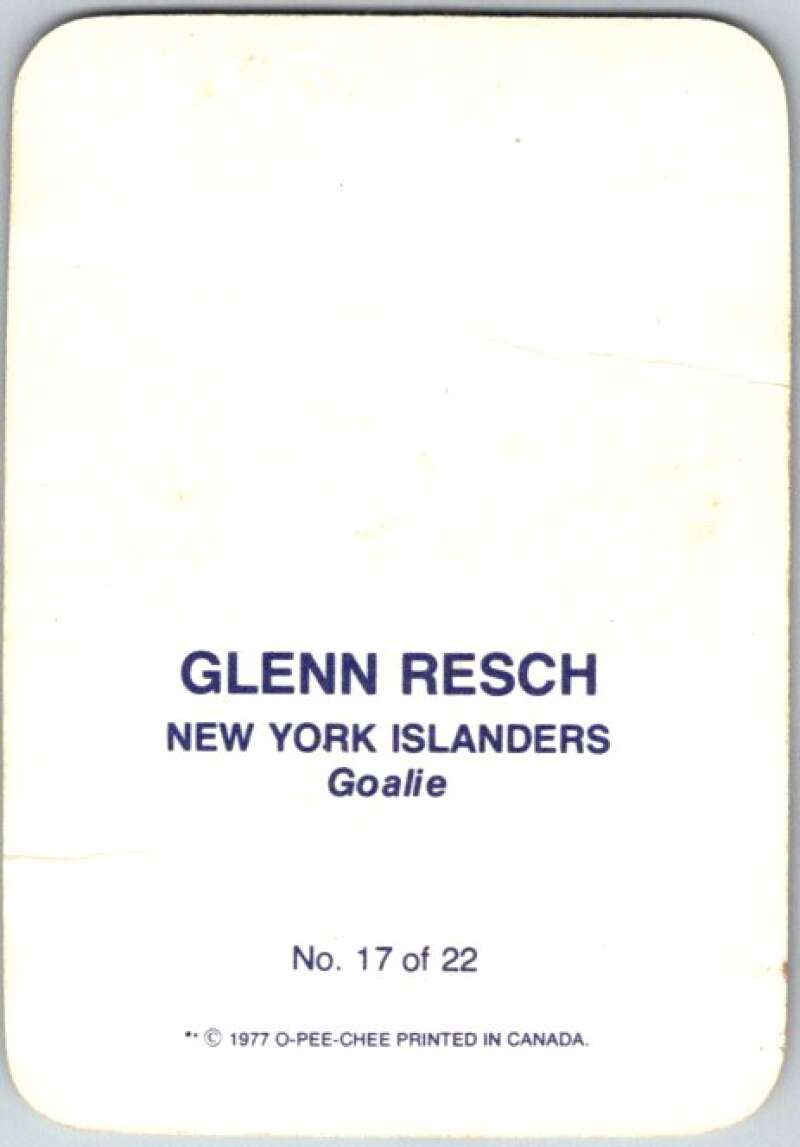 GLENN RESCH
NEW YORK ISLANDERS
Goalie
No. 17 of 22
** © 1977 O-PEE-CHEE PRINTED IN CANADA.